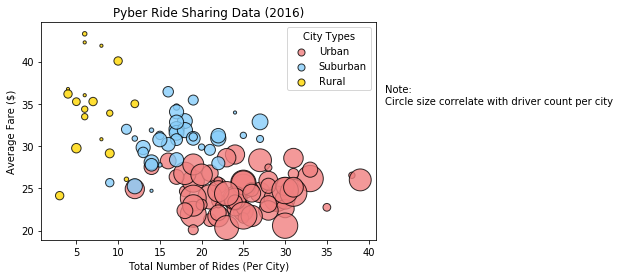 Pyber Ride Sharing Data (2016)
City Types
Urban
Suburban
Rural
Note:
Circle size correlate with driver count per city
Average Fare ($)
40
35
30
25
20
5 10 15 20 25 30 35 40
Total Number of Rides (Per City)